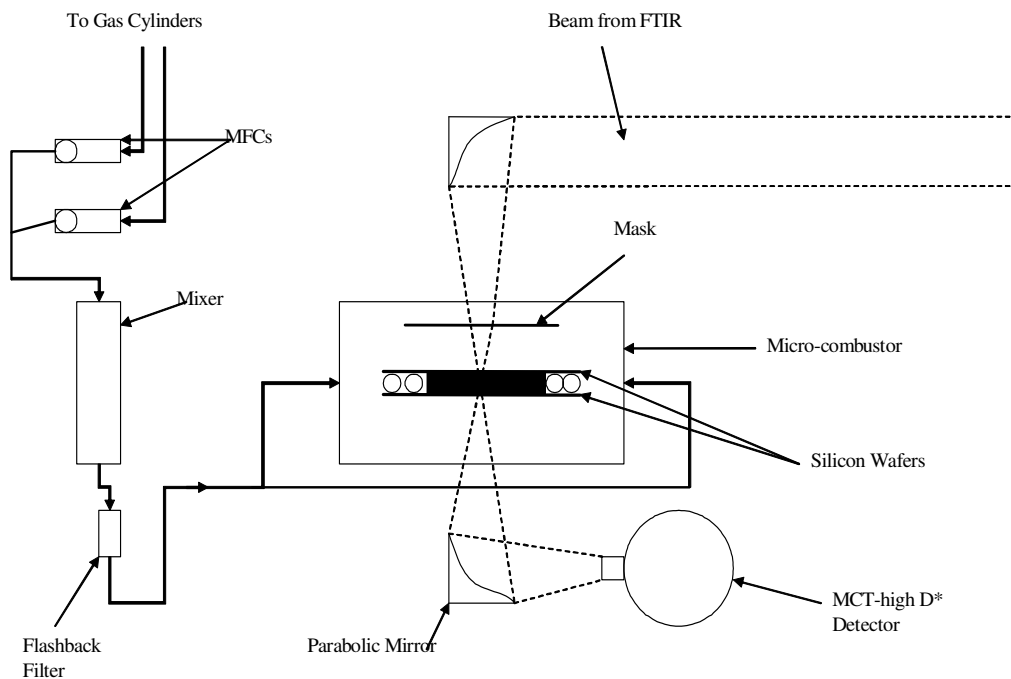 To Gas Cylinders
Beam from FTIR
MFCs
Mask
Mixer
Micro-combustor
Silicon Wafers
MCT-high D*
Detector
Parabolic Mirror
Flashback
Filter